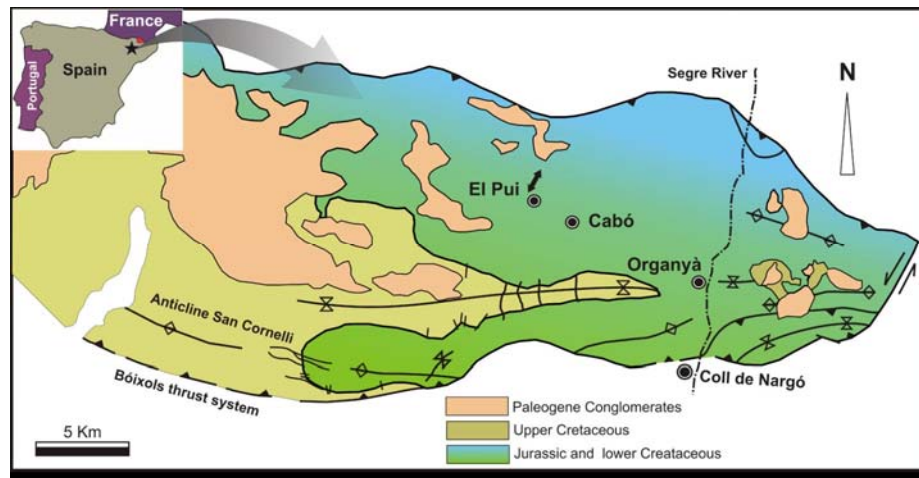 France
Spain
Portugal
Segre River
N
El Pui
Cabó
Organyà
Anticline San Cornelli
Bóixols thrust system
Coll de Nargó
5 Km
Paleogene Conglomerates
Upper Cretaceous
Jurassic and lower Creataceous